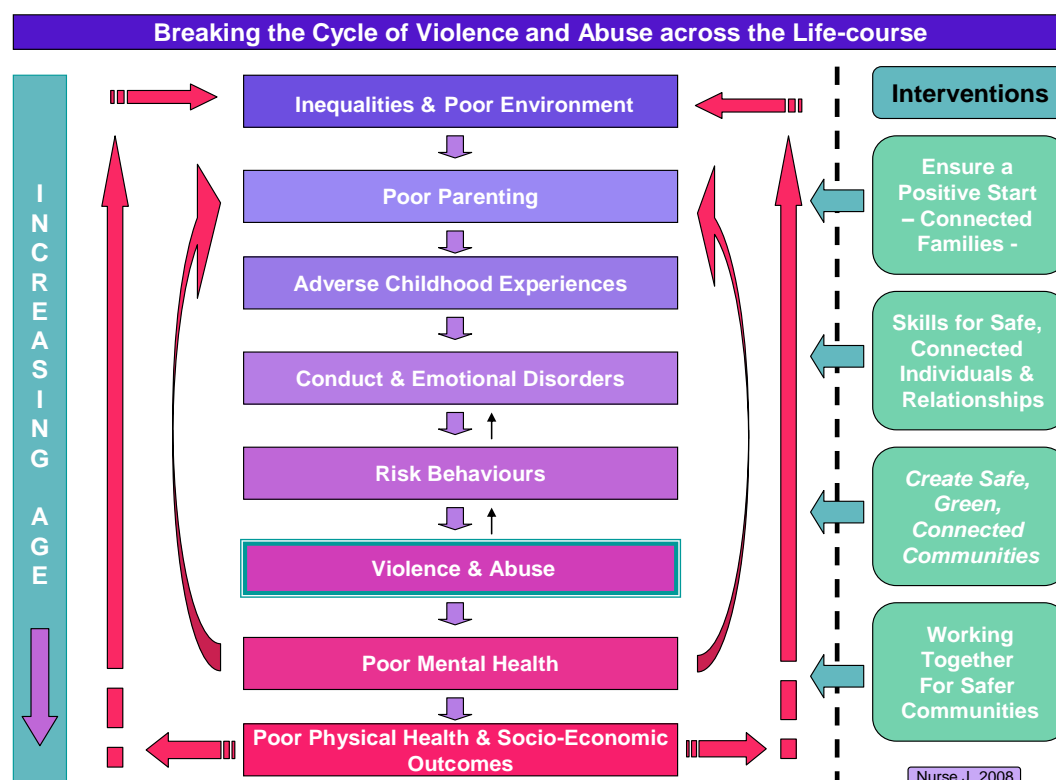 Breaking the Cycle of Violence and Abuse across the Life-course
INCREASING
AGE
Inequalities & Poor Environment
Poor Parenting
Adverse Childhood Experiences
Conduct & Emotional Disorders
Risk Behaviours
Violence & Abuse
Poor Mental Health
Poor Physical Health & Socio-Economic
Outcomes
Interventions
Ensure a
Positive Start
– Connected
Families -
Skills for Safe,
Connected
Individuals &
Relationships
Create Safe,
Green,
Connected
Communities
Working
Together
For Safer
Communities
Nurse J, 2008